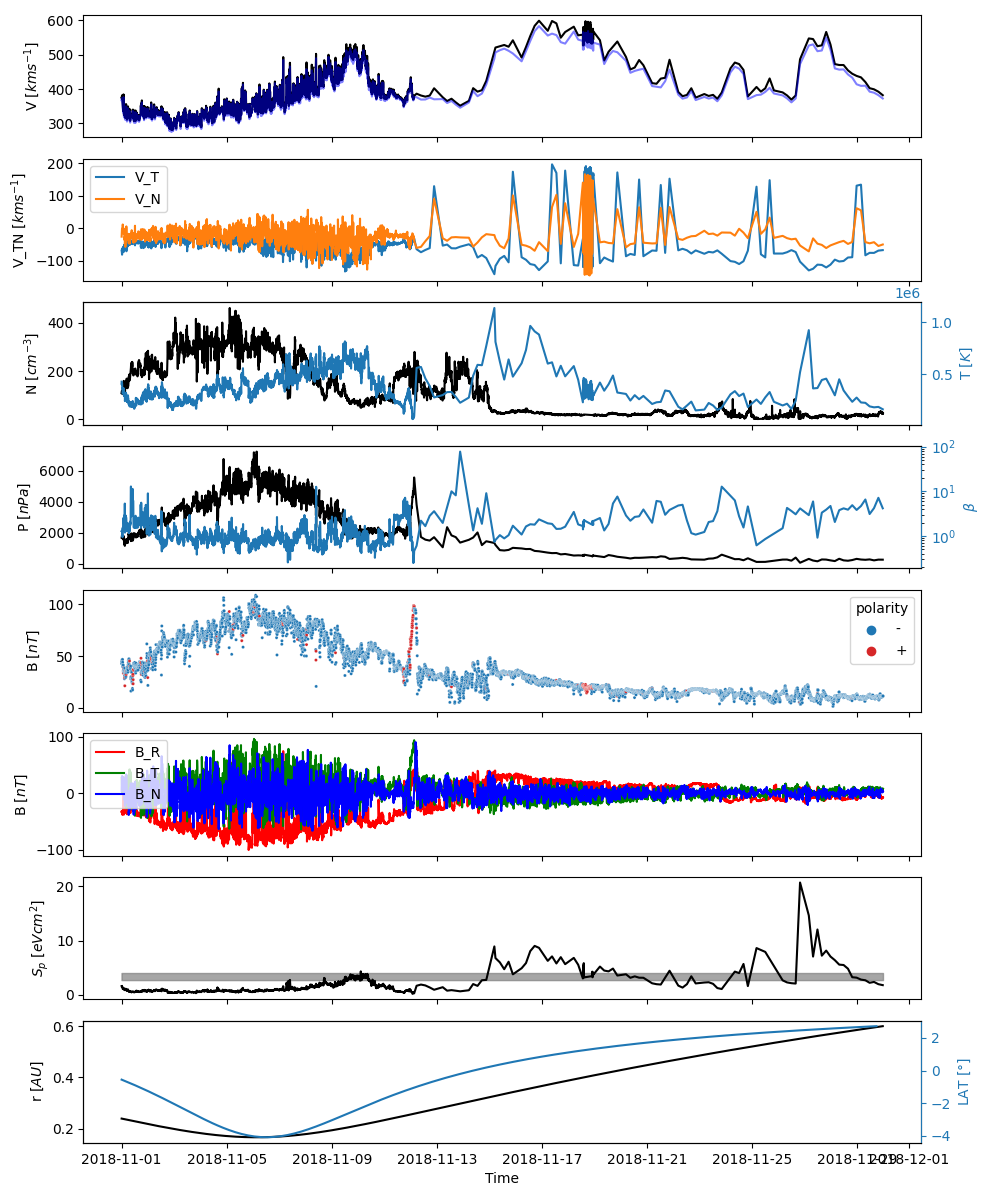 600
500
400
300
V [kms⁻¹]
200
100
0
−100
V_TN [kms⁻¹]
V_T
V_N
1e6
400
200
0
N [cm⁻³]
1.0
0.5
T [K]
6000
4000
2000
0
P [nPa]
10²
10¹
10⁰
β
100
50
0
B [nT]
polarity
-
+
100
0
−100
B [nT]
B_R
B_T
B_N
20
10
0
Sₚ [eVcm²]
0.6
0.4
0.2
r [AU]
2
0
−2
−4
LAT [°]
2018-11-01 2018-11-05 2018-11-09 2018-11-13 2018-11-17 2018-11-21 2018-11-25 2018-11-29 2018-12-01
Time